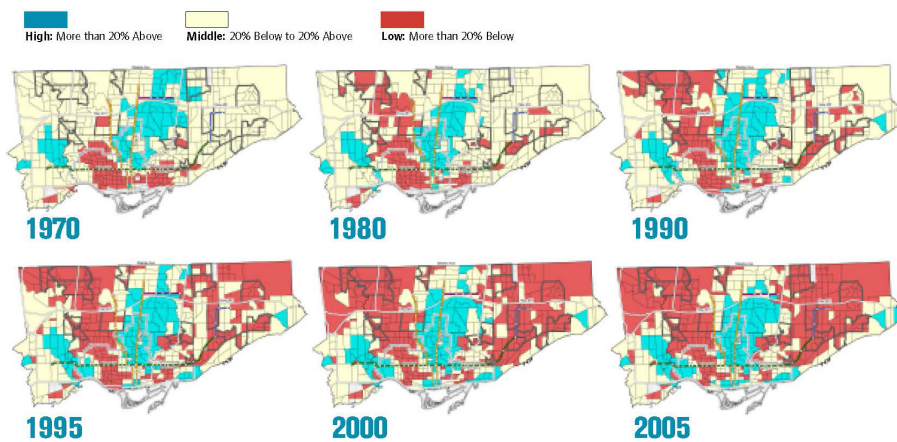 High: More than 20% Above
Middle: 20% Below to 20% Above
Low: More than 20% Below
1970
1980
1990
1995
2000
2005